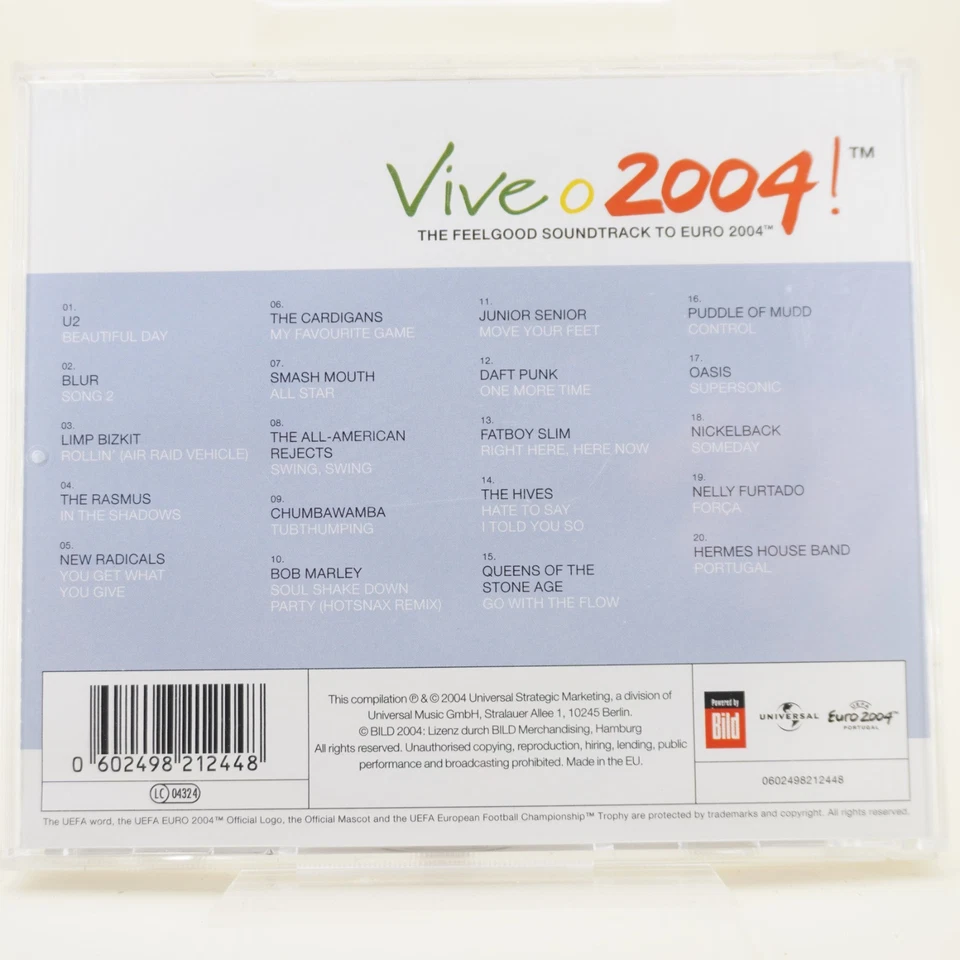 Vive o 2004! ™
THE FEELGOOD SOUNDTRACK TO EURO 2004™
01.
U2
BEAUTIFUL DAY
02.
BLUR
SONG 2
03.
LIMP BIZKIT
ROLLIN' (AIR RAID VEHICLE)
04.
THE RASMUS
IN THE SHADOWS
05.
NEW RADICALS
YOU GET WHAT
YOU GIVE
06.
THE CARDIGANS
MY FAVOURITE GAME
07.
SMASH MOUTH
ALL STAR
08.
THE ALL-AMERICAN
REJECTS
SWING, SWING
09.
CHUMBAWAMBA
TUBTHUMPING
10.
BOB MARLEY
SOUL SHAKE DOWN
PARTY (HOTSNAX REMIX)
11.
JUNIOR SENIOR
MOVE YOUR FEET
12.
DAFT PUNK
ONE MORE TIME
13.
FATBOY SLIM
RIGHT HERE, HERE NOW
14.
THE HIVES
HATE TO SAY
I TOLD YOU SO
15.
QUEENS OF THE
STONE AGE
GO WITH THE FLOW
16.
PUDDLE OF MUDD
CONTROL
17.
OASIS
SUPERSONIC
18.
NICKELBACK
SOMEDAY
19.
NELLY FURTADO
FORÇA
20.
HERMES HOUSE BAND
PORTUGAL
0 602498 212448
LC 04324
This compilation ℗ & © 2004 Universal Strategic Marketing, a division of
Universal Music GmbH, Stralauer Allee 1, 10245 Berlin.
© BILD 2004: Lizenz durch BILD Merchandising, Hamburg
All rights reserved. Unauthorised copying, reproduction, hiring, lending, public
performance and broadcasting prohibited. Made in the EU.
Powered by
Bild
UNIVERSAL
UEFA
Euro 2004™
PORTUGAL
0602498212448
The UEFA word, the UEFA EURO 2004™ Official Logo, the Official Mascot and the UEFA European Football Championship™ Trophy are protected by trademarks and copyright. All rights reserved.